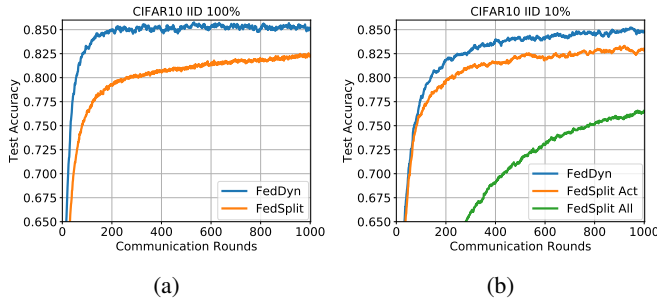 CIFAR10 IID 100%
0.850
0.825
0.800
0.775
0.750
0.725
0.700
0.675
0.650
Test Accuracy
FedDyn
FedSplit
0 200 400 600 800 1000
Communication Rounds
(a)
CIFAR10 IID 10%
0.850
0.825
0.800
0.775
0.750
0.725
0.700
0.675
0.650
Test Accuracy
FedDyn
FedSplit Act
FedSplit All
0 200 400 600 800 1000
Communication Rounds
(b)